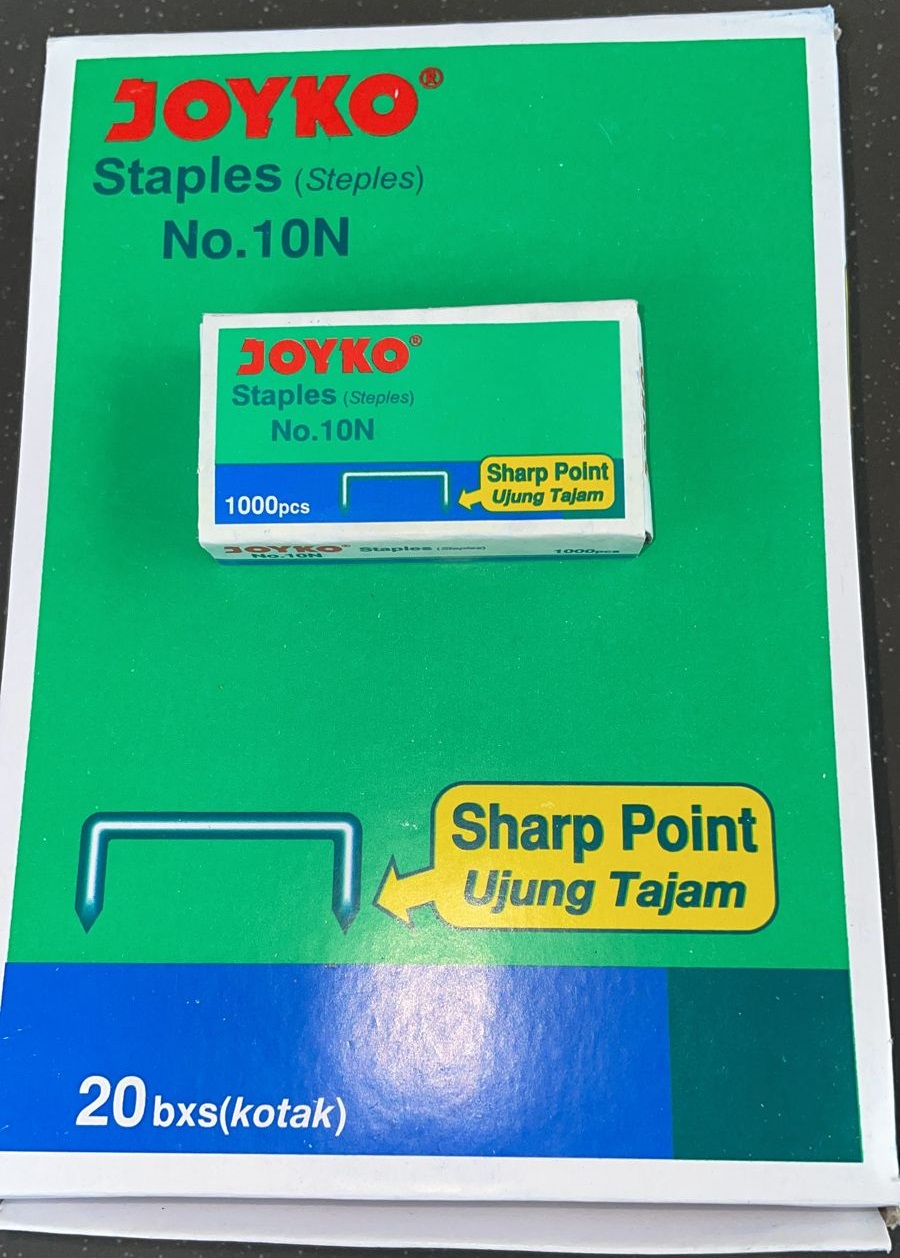 JOYKO®
Staples (Steples)
No.10N
JOYKO®
Staples (Steples)
No.10N
Sharp Point
Ujung Tajam
1000pcs
JOYKO® Staples (Steples) 1000pcs
No.10N
Sharp Point
Ujung Tajam
20 bxs(kotak)